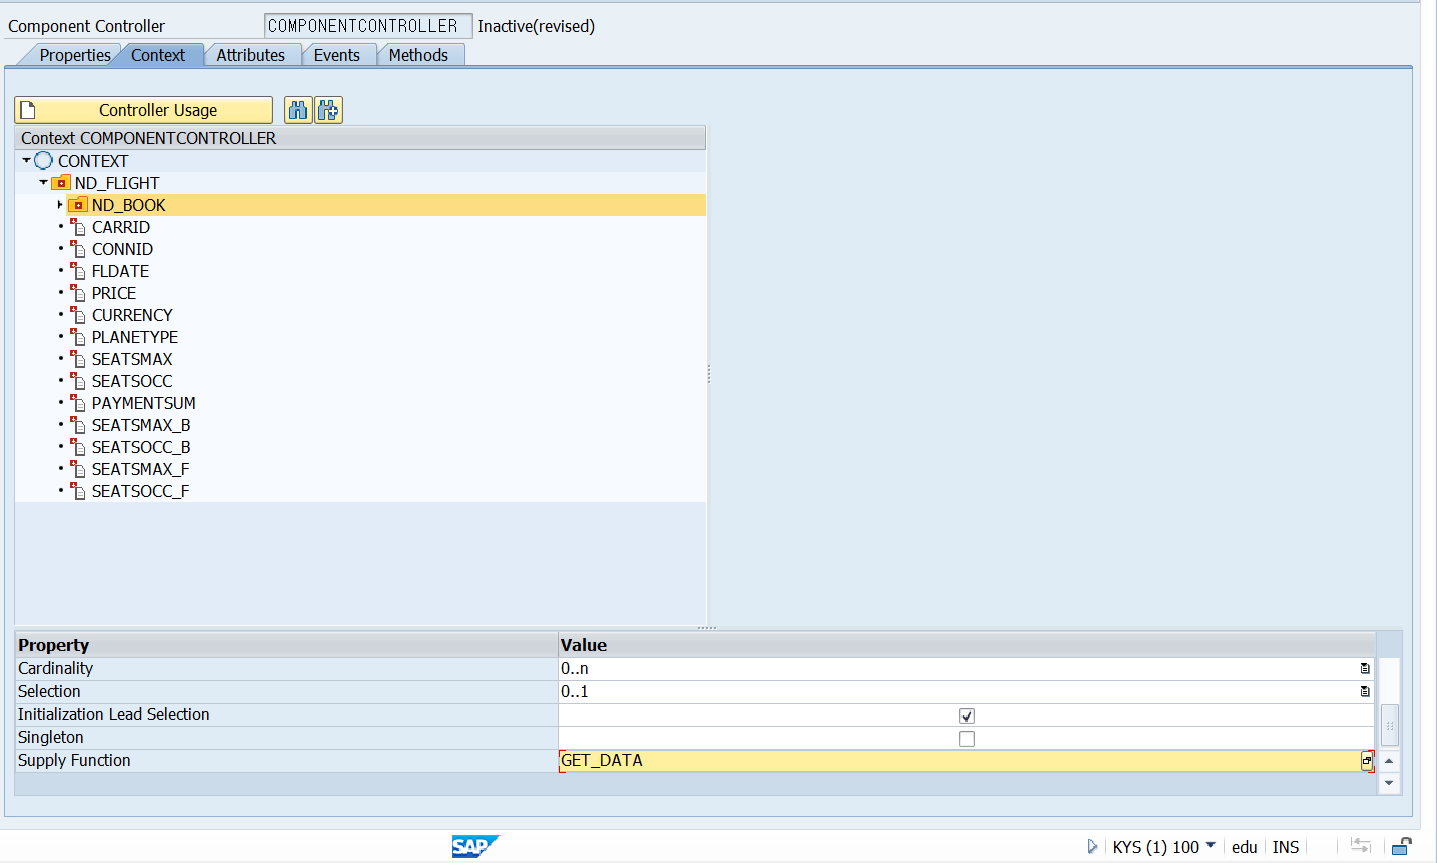 Component Controller COMPONENTCONTROLLER Inactive(revised)
Properties Context Attributes Events Methods
Controller Usage
Context COMPONENTCONTROLLER
CONTEXT
ND_FLIGHT
ND_BOOK
CARRID
CONNID
FLDATE
PRICE
CURRENCY
PLANETYPE
SEATSMAX
SEATSOCC
PAYMENTSUM
SEATSMAX_B
SEATSOCC_B
SEATSMAX_F
SEATSOCC_F
Property Value
Cardinality 0..n
Selection 0..1
Initialization Lead Selection
Singleton
Supply Function GET_DATA
SAP KYS (1) 100 edu INS